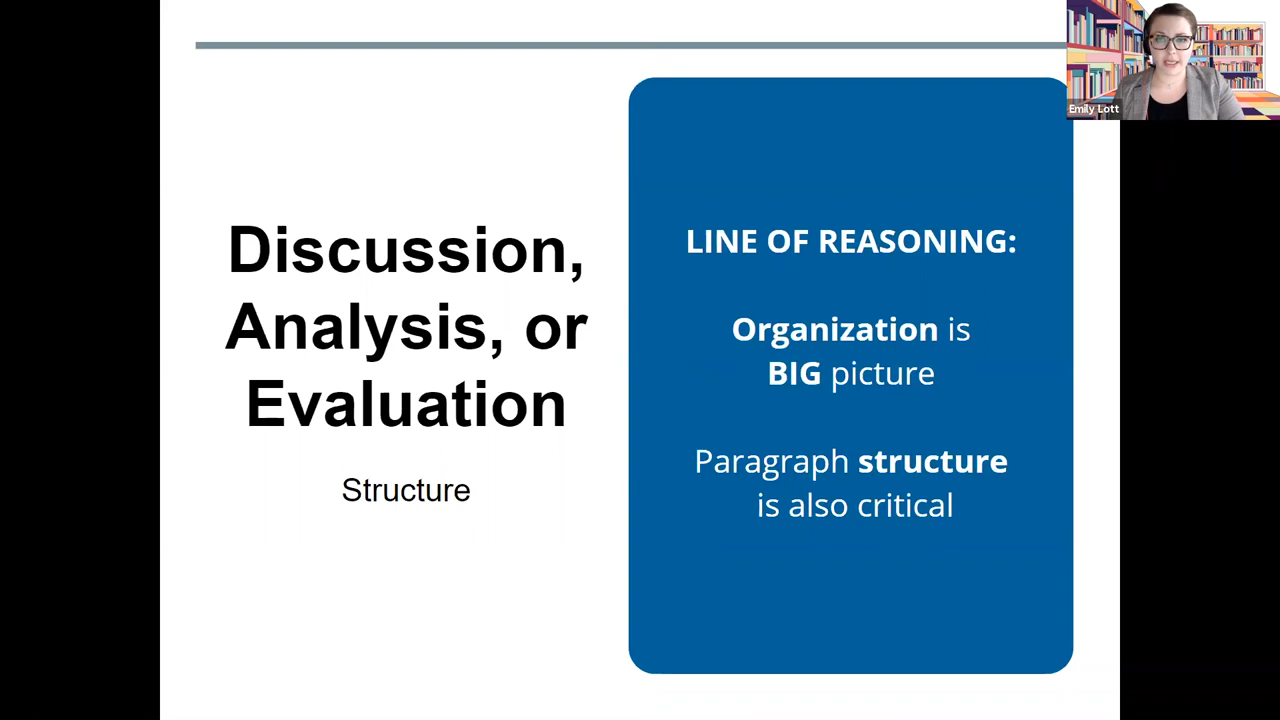 Discussion,
Analysis, or
Evaluation
Structure
LINE OF REASONING:
Organization is
BIG picture
Paragraph structure
is also critical
Emily Lott